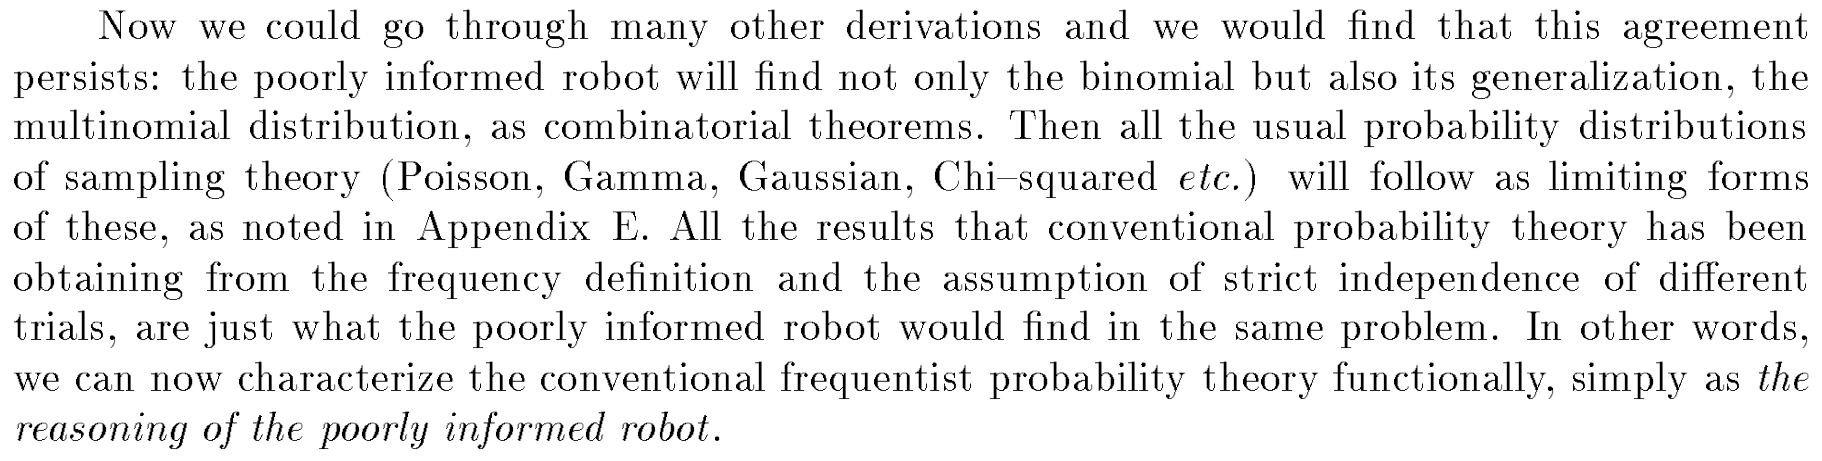 Now we could go through many other derivations and we would find that this agreement
persists: the poorly informed robot will find not only the binomial but also its generalization, the
multinomial distribution, as combinatorial theorems. Then all the usual probability distributions
of sampling theory (Poisson, Gamma, Gaussian, Chi–squared etc.) will follow as limiting forms
of these, as noted in Appendix E. All the results that conventional probability theory has been
obtaining from the frequency definition and the assumption of strict independence of different
trials, are just what the poorly informed robot would find in the same problem. In other words,
we can now characterize the conventional frequentist probability theory functionally, simply as the
reasoning of the poorly informed robot.